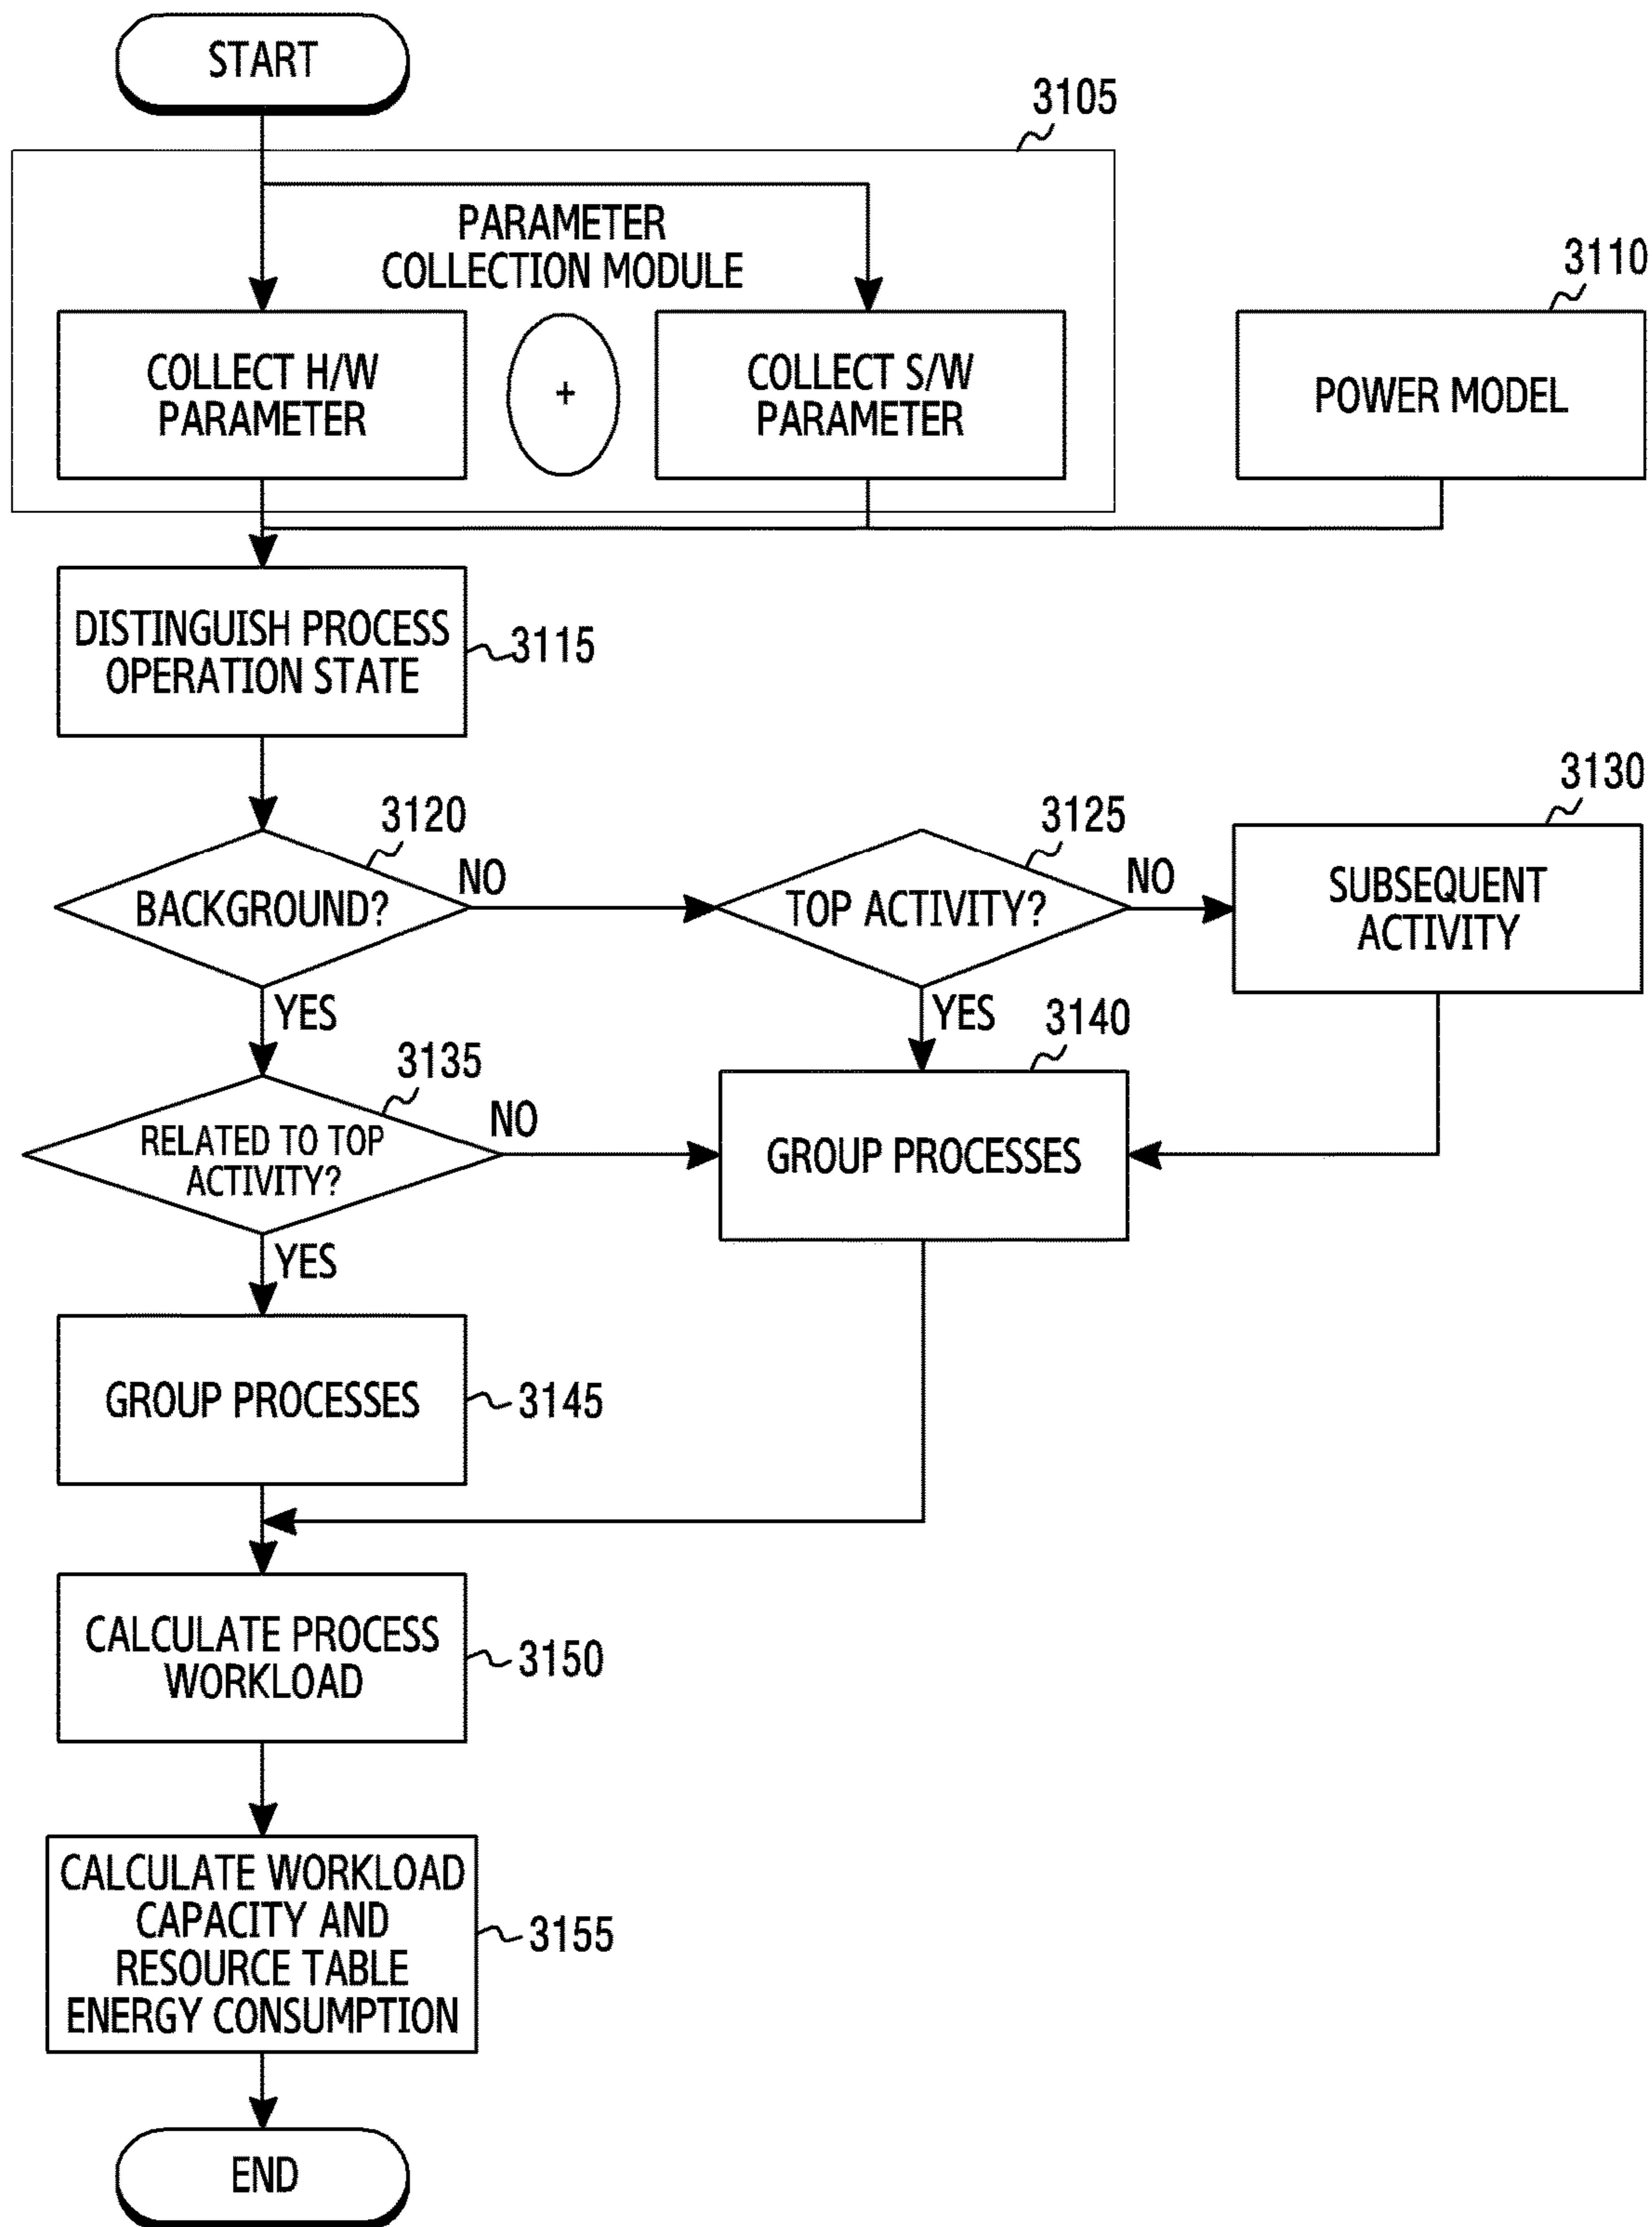 START
3105
PARAMETER
COLLECTION MODULE
3110
COLLECT H/W
PARAMETER
+
COLLECT S/W
PARAMETER
POWER MODEL
DISTINGUISH PROCESS
OPERATION STATE
3115
3120
BACKGROUND?
NO
3125
TOP ACTIVITY?
NO
3130
SUBSEQUENT
ACTIVITY
YES
YES
3135
RELATED TO TOP
ACTIVITY?
NO
3140
GROUP PROCESSES
YES
GROUP PROCESSES
3145
CALCULATE PROCESS
WORKLOAD
3150
CALCULATE WORKLOAD
CAPACITY AND
RESOURCE TABLE
ENERGY CONSUMPTION
3155
END